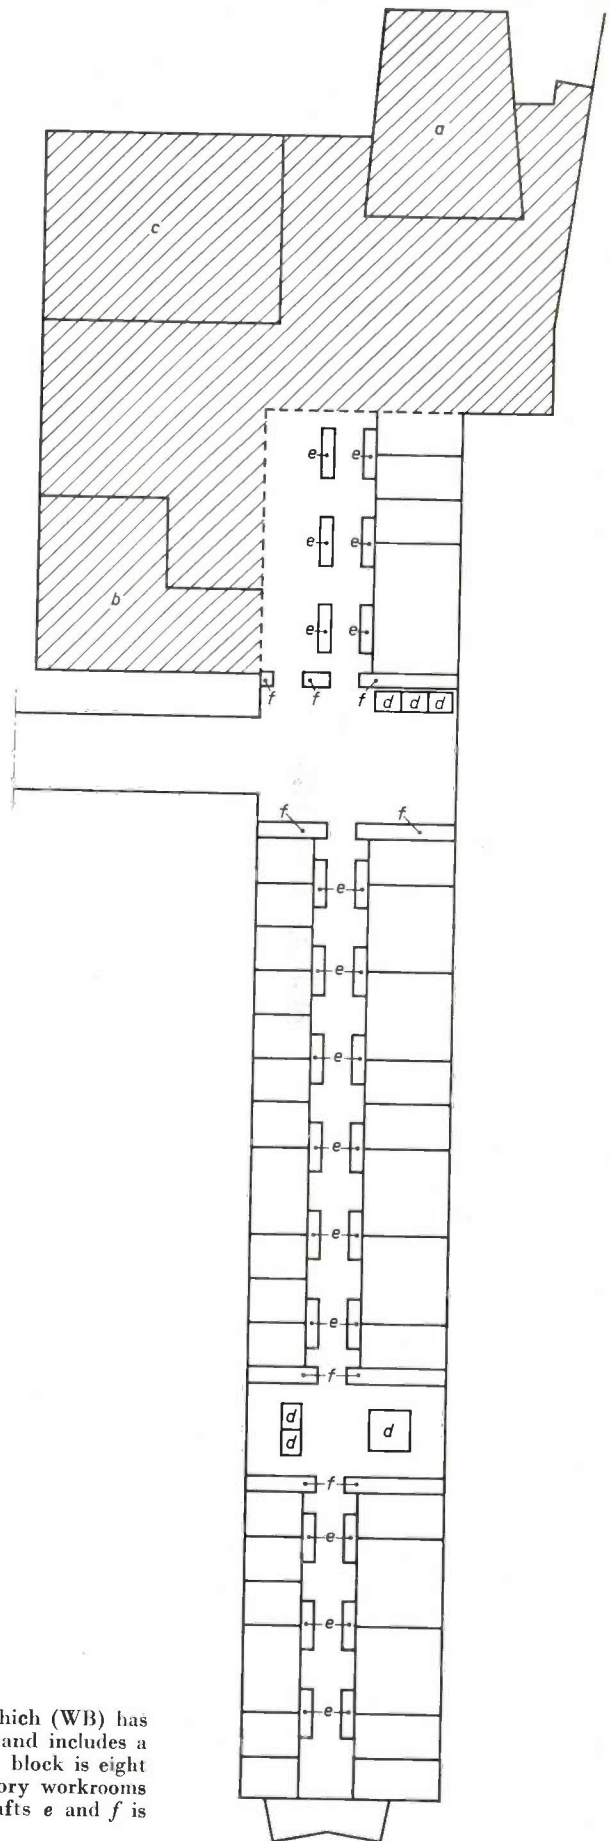 a
c
e e
e e
b
e e
f f f d d d
f f
e
e
e
e
e
e
f
d
d d
f
e
e
e
hich (WB) has
and includes a
block is eight
ory workrooms
afts e and f is